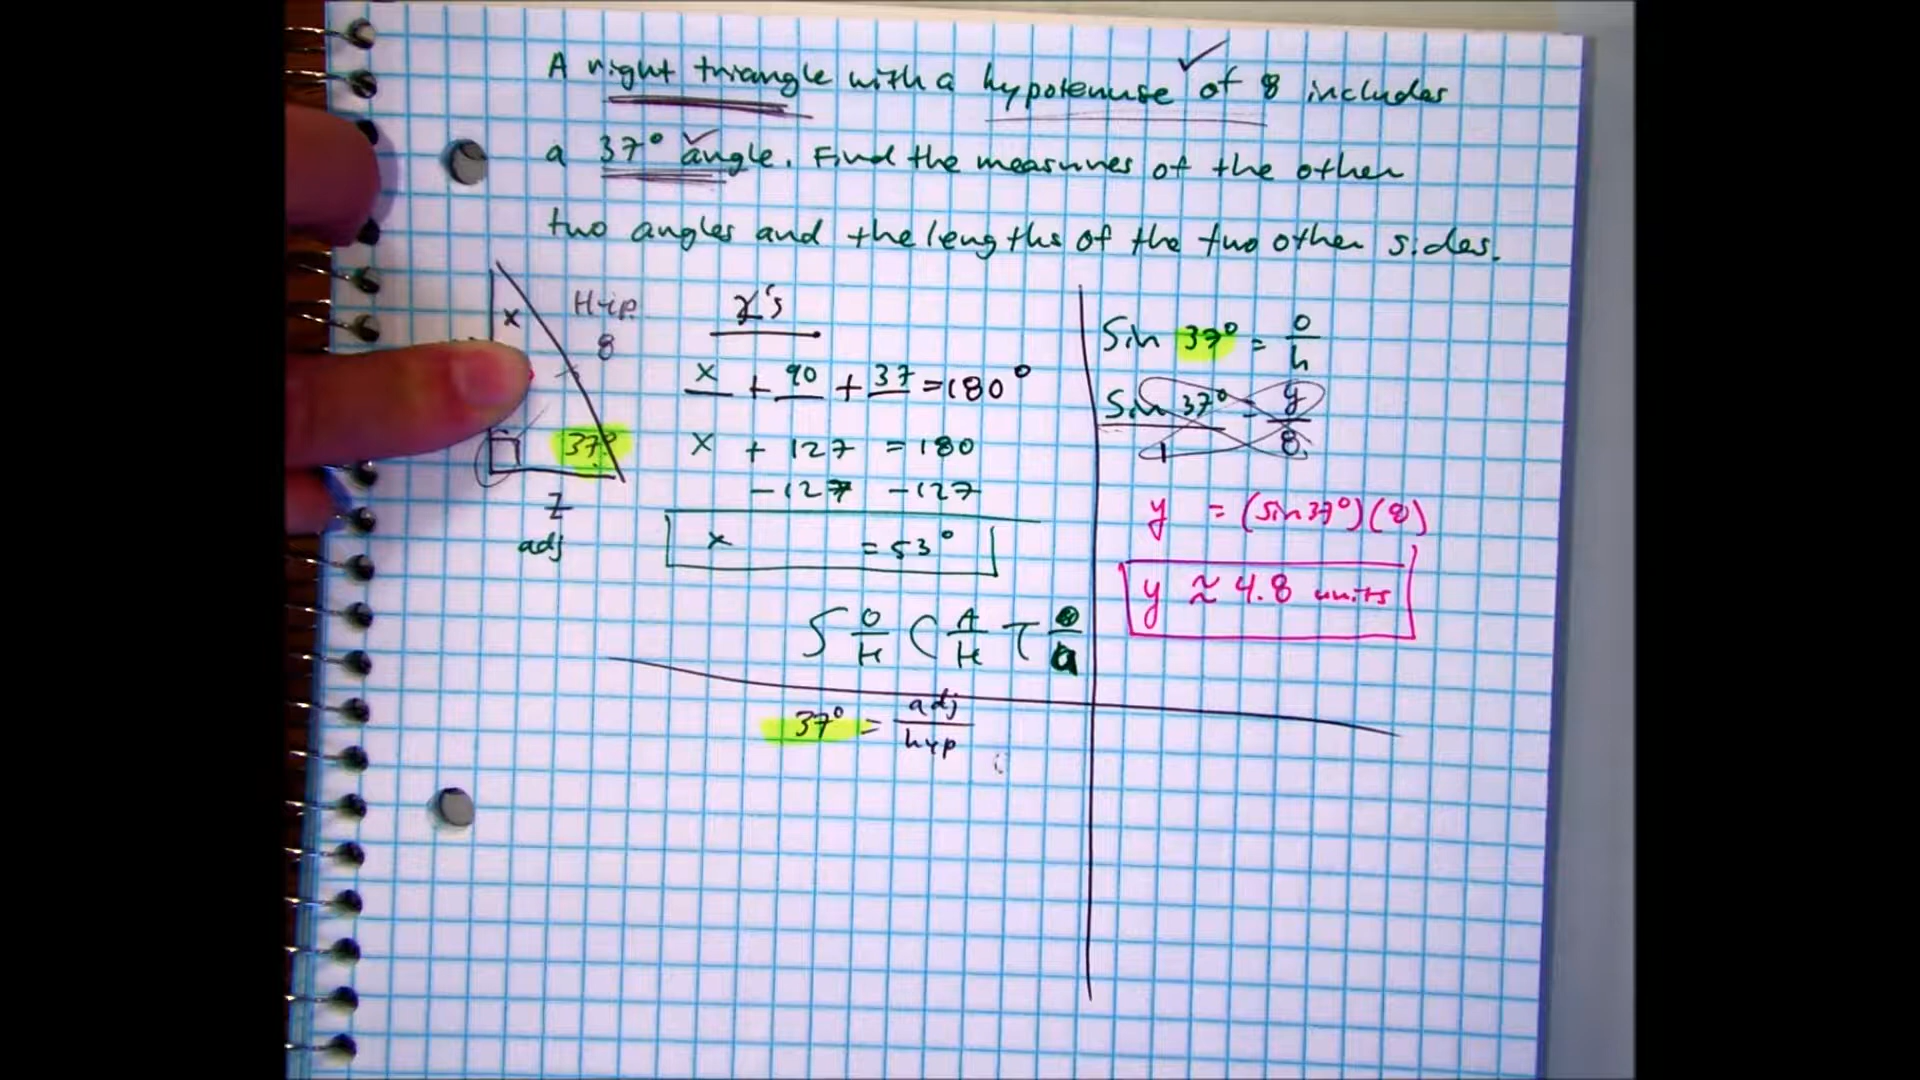 A right triangle with a hypotenuse of 8 includes
a 37° angle. Find the measures of the other
two angles and the lengths of the two other sides.
x
Hyp.
8
37°
z
adj
∡'s
x + 90 + 37 = 180°
x + 127 = 180
-127 -127
x = 53°
S O/H C A/H T O/A
37° = adj/hyp
Sin 37° = o/h
Sin 37°/1 = y/8
y = (sin 37°)(8)
y ≈ 4.8 units